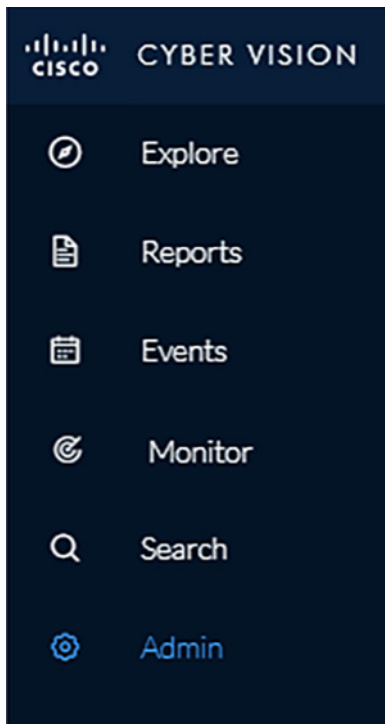 CISCO CYBER VISION
Explore
Reports
Events
Monitor
Search
Admin